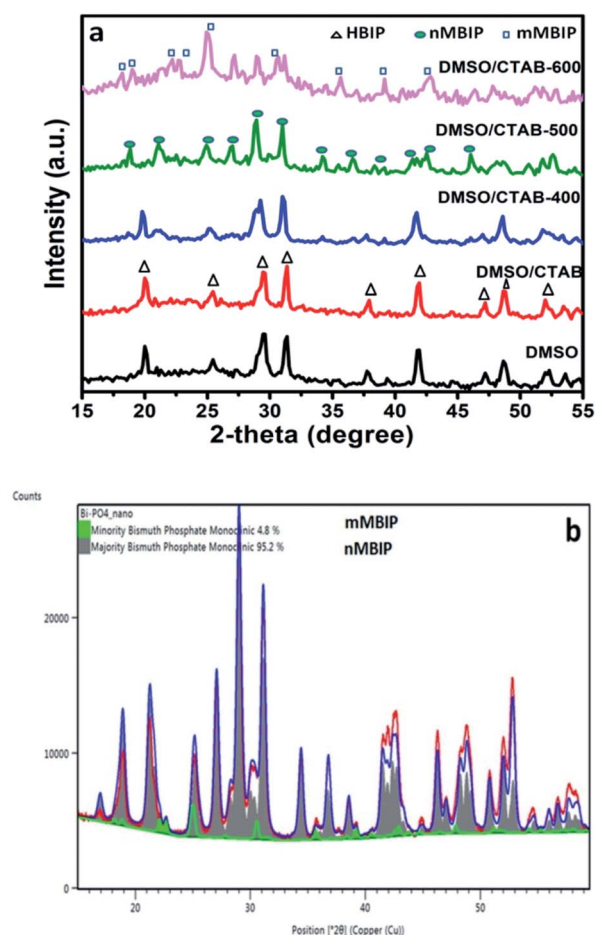 a
△ HBIP
nMBIP
mMBIP
DMSO/CTAB-600
DMSO/CTAB-500
DMSO/CTAB-400
DMSO/CTAB
DMSO
Intensity (a.u.)
15 20 25 30 35 40 45 50 55
2-theta (degree)
Counts
Bi-PO4_nano
Minority Bismuth Phosphate Monoclinic 4.8 %
Majority Bismuth Phosphate Monoclinic 95.2 %
mMBIP
nMBIP
b
20000
10000
0
20 30 40 50
Position [°2θ] (Copper (Cu))